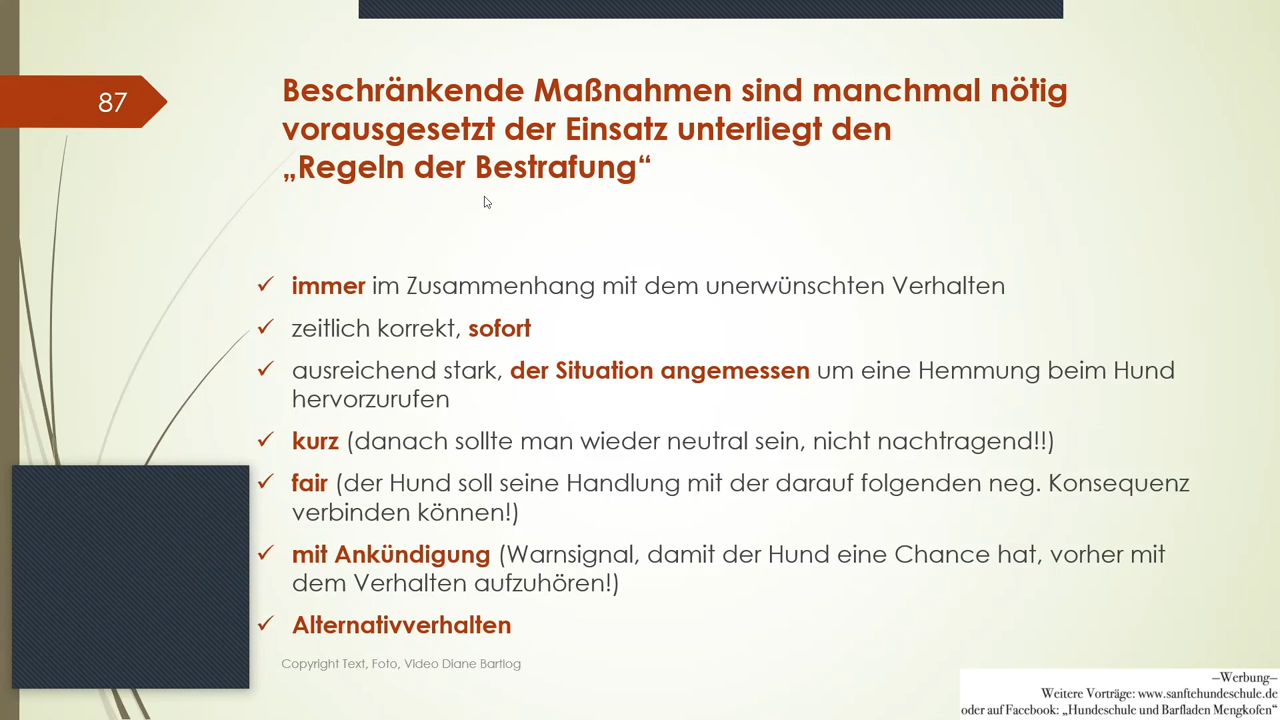 87
Beschränkende Maßnahmen sind manchmal nötig
vorausgesetzt der Einsatz unterliegt den
„Regeln der Bestrafung“
✓ immer im Zusammenhang mit dem unerwünschten Verhalten
✓ zeitlich korrekt, sofort
✓ ausreichend stark, der Situation angemessen um eine Hemmung beim Hund
hervorzurufen
✓ kurz (danach sollte man wieder neutral sein, nicht nachtragend!!)
✓ fair (der Hund soll seine Handlung mit der darauf folgenden neg. Konsequenz
verbinden können!)
✓ mit Ankündigung (Warnsignal, damit der Hund eine Chance hat, vorher mit
dem Verhalten aufzuhören!)
✓ Alternativverhalten
Copyright Text, Foto, Video Diane Bartlog
—Werbung—
Weitere Vorträge: www.sanftehundeschule.de
oder auf Facebook: „Hundeschule und Barfladen Mengkofen“